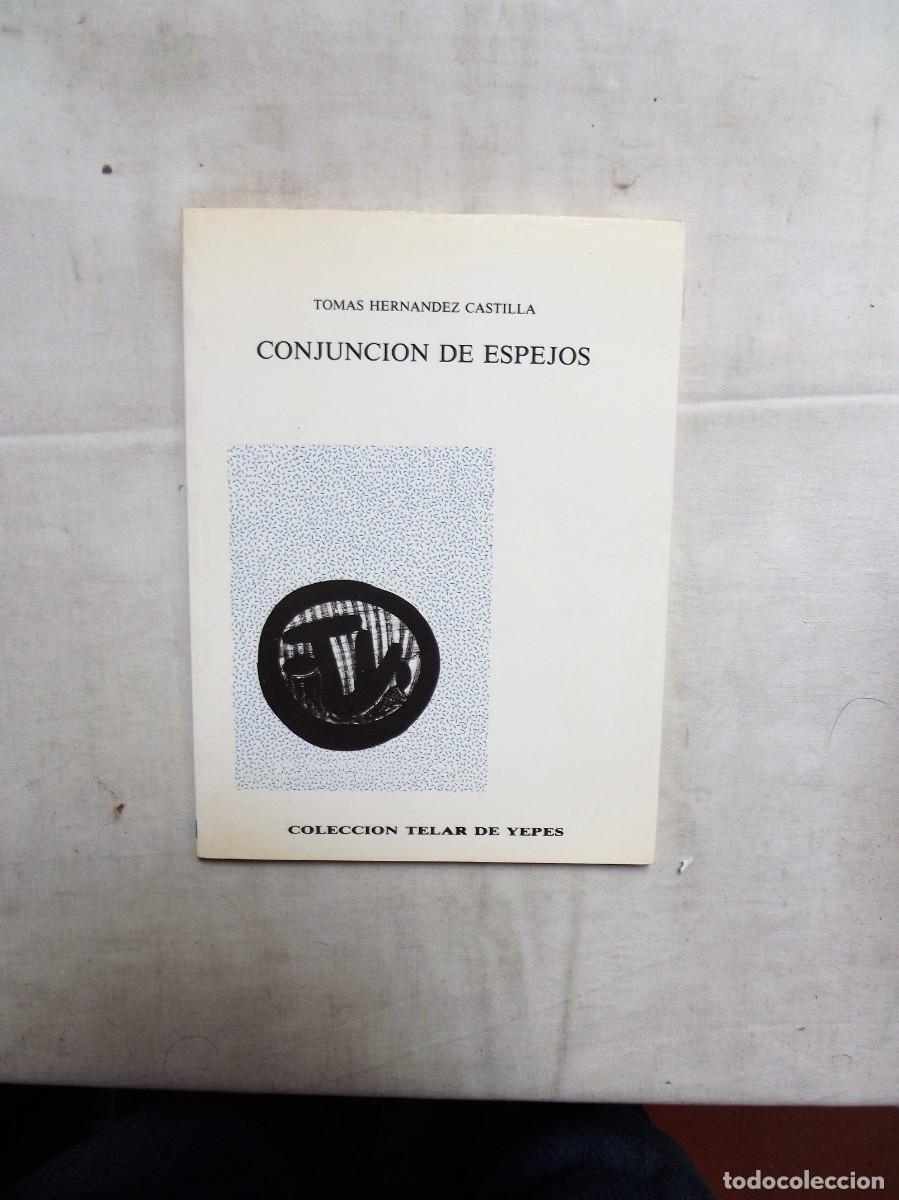 TOMAS HERNANDEZ CASTILLA
CONJUNCION DE ESPEJOS
COLECCION TELAR DE YEPES
todocoleccion